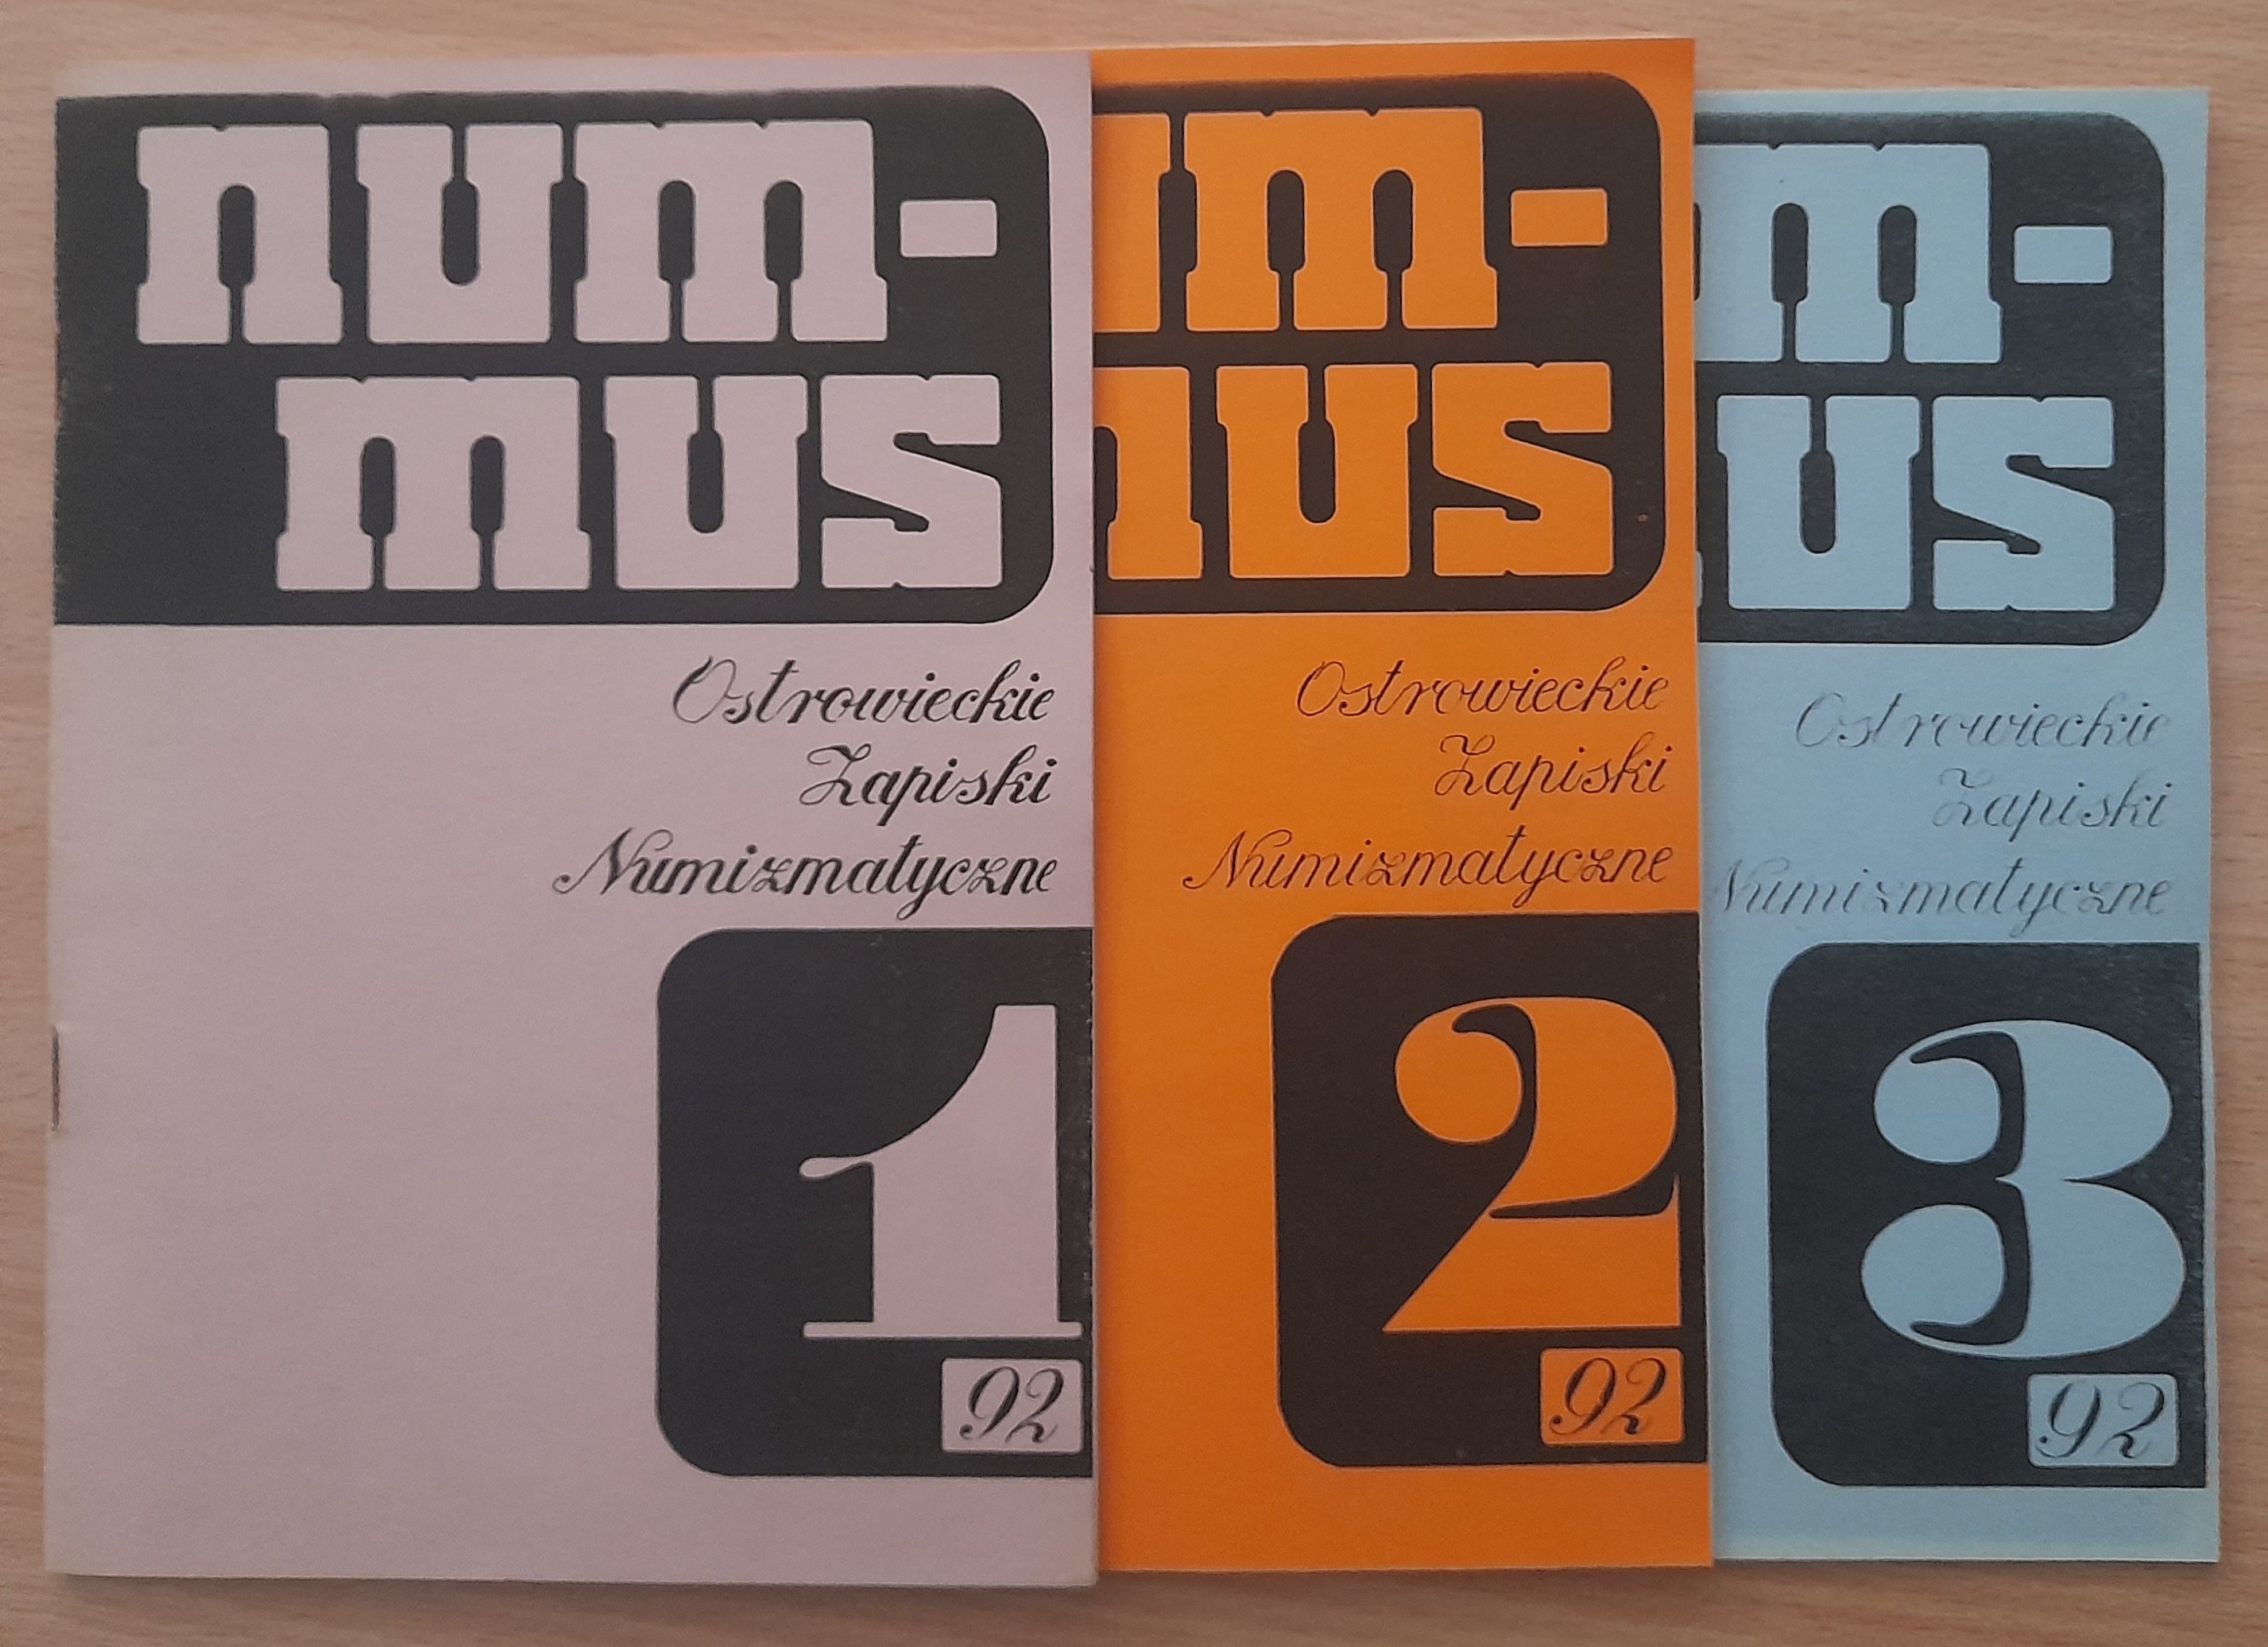 num-
mus
Ostrowieckie
Zapiski
Numizmatyczne
1
92
um-
mus
Ostrowieckie
Zapiski
Numizmatyczne
2
92
m-
us
Ostrowieckie
Zapiski
Numizmatyczne
3
92